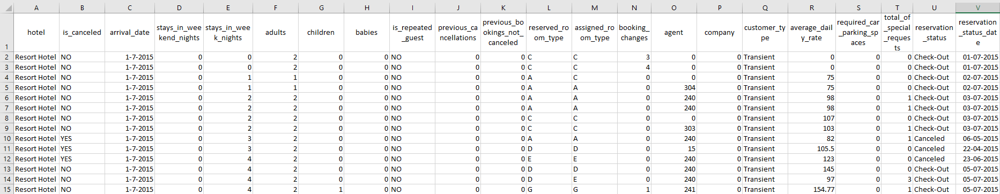 A B C D E F G H I J K L M N O P Q R S T U V
1 hotel is_canceled arrival_date stays_in_weekend_nights stays_in_week_nights adults children babies is_repeated_guest previous_cancellations previous_bookings_not_canceled reserved_room_type assigned_room_type booking_changes agent company customer_type average_daily_rate required_car_parking_spaces total_of_special_requests reservation_status reservation_status_date
2 Resort Hotel NO 1-7-2015 0 0 2 0 0 NO 0 0 C C 3 0 0 Transient 0 0 0 Check-Out 01-07-2015
3 Resort Hotel NO 1-7-2015 0 0 2 0 0 NO 0 0 C C 4 0 0 Transient 0 0 0 Check-Out 01-07-2015
4 Resort Hotel NO 1-7-2015 0 1 1 0 0 NO 0 0 A C 0 0 0 Transient 75 0 0 Check-Out 02-07-2015
5 Resort Hotel NO 1-7-2015 0 1 1 0 0 NO 0 0 A A 0 304 0 Transient 75 0 0 Check-Out 02-07-2015
6 Resort Hotel NO 1-7-2015 0 2 2 0 0 NO 0 0 A A 0 240 0 Transient 98 0 1 Check-Out 03-07-2015
7 Resort Hotel NO 1-7-2015 0 2 2 0 0 NO 0 0 A A 0 240 0 Transient 98 0 1 Check-Out 03-07-2015
8 Resort Hotel NO 1-7-2015 0 2 2 0 0 NO 0 0 C C 0 0 0 Transient 107 0 0 Check-Out 03-07-2015
9 Resort Hotel NO 1-7-2015 0 2 2 0 0 NO 0 0 C C 0 303 0 Transient 103 0 1 Check-Out 03-07-2015
10 Resort Hotel YES 1-7-2015 0 3 2 0 0 NO 0 0 A A 0 240 0 Transient 82 0 1 Canceled 06-05-2015
11 Resort Hotel YES 1-7-2015 0 3 2 0 0 NO 0 0 D D 0 15 0 Transient 105.5 0 0 Canceled 22-04-2015
12 Resort Hotel YES 1-7-2015 0 4 2 0 0 NO 0 0 E E 0 240 0 Transient 123 0 0 Canceled 23-06-2015
13 Resort Hotel NO 1-7-2015 0 4 2 0 0 NO 0 0 D D 0 240 0 Transient 145 0 0 Check-Out 05-07-2015
14 Resort Hotel NO 1-7-2015 0 4 2 0 0 NO 0 0 D E 0 240 0 Transient 97 0 3 Check-Out 05-07-2015
15 Resort Hotel NO 1-7-2015 0 4 2 1 0 NO 0 0 G G 1 241 0 Transient 154.77 0 1 Check-Out 05-07-2015